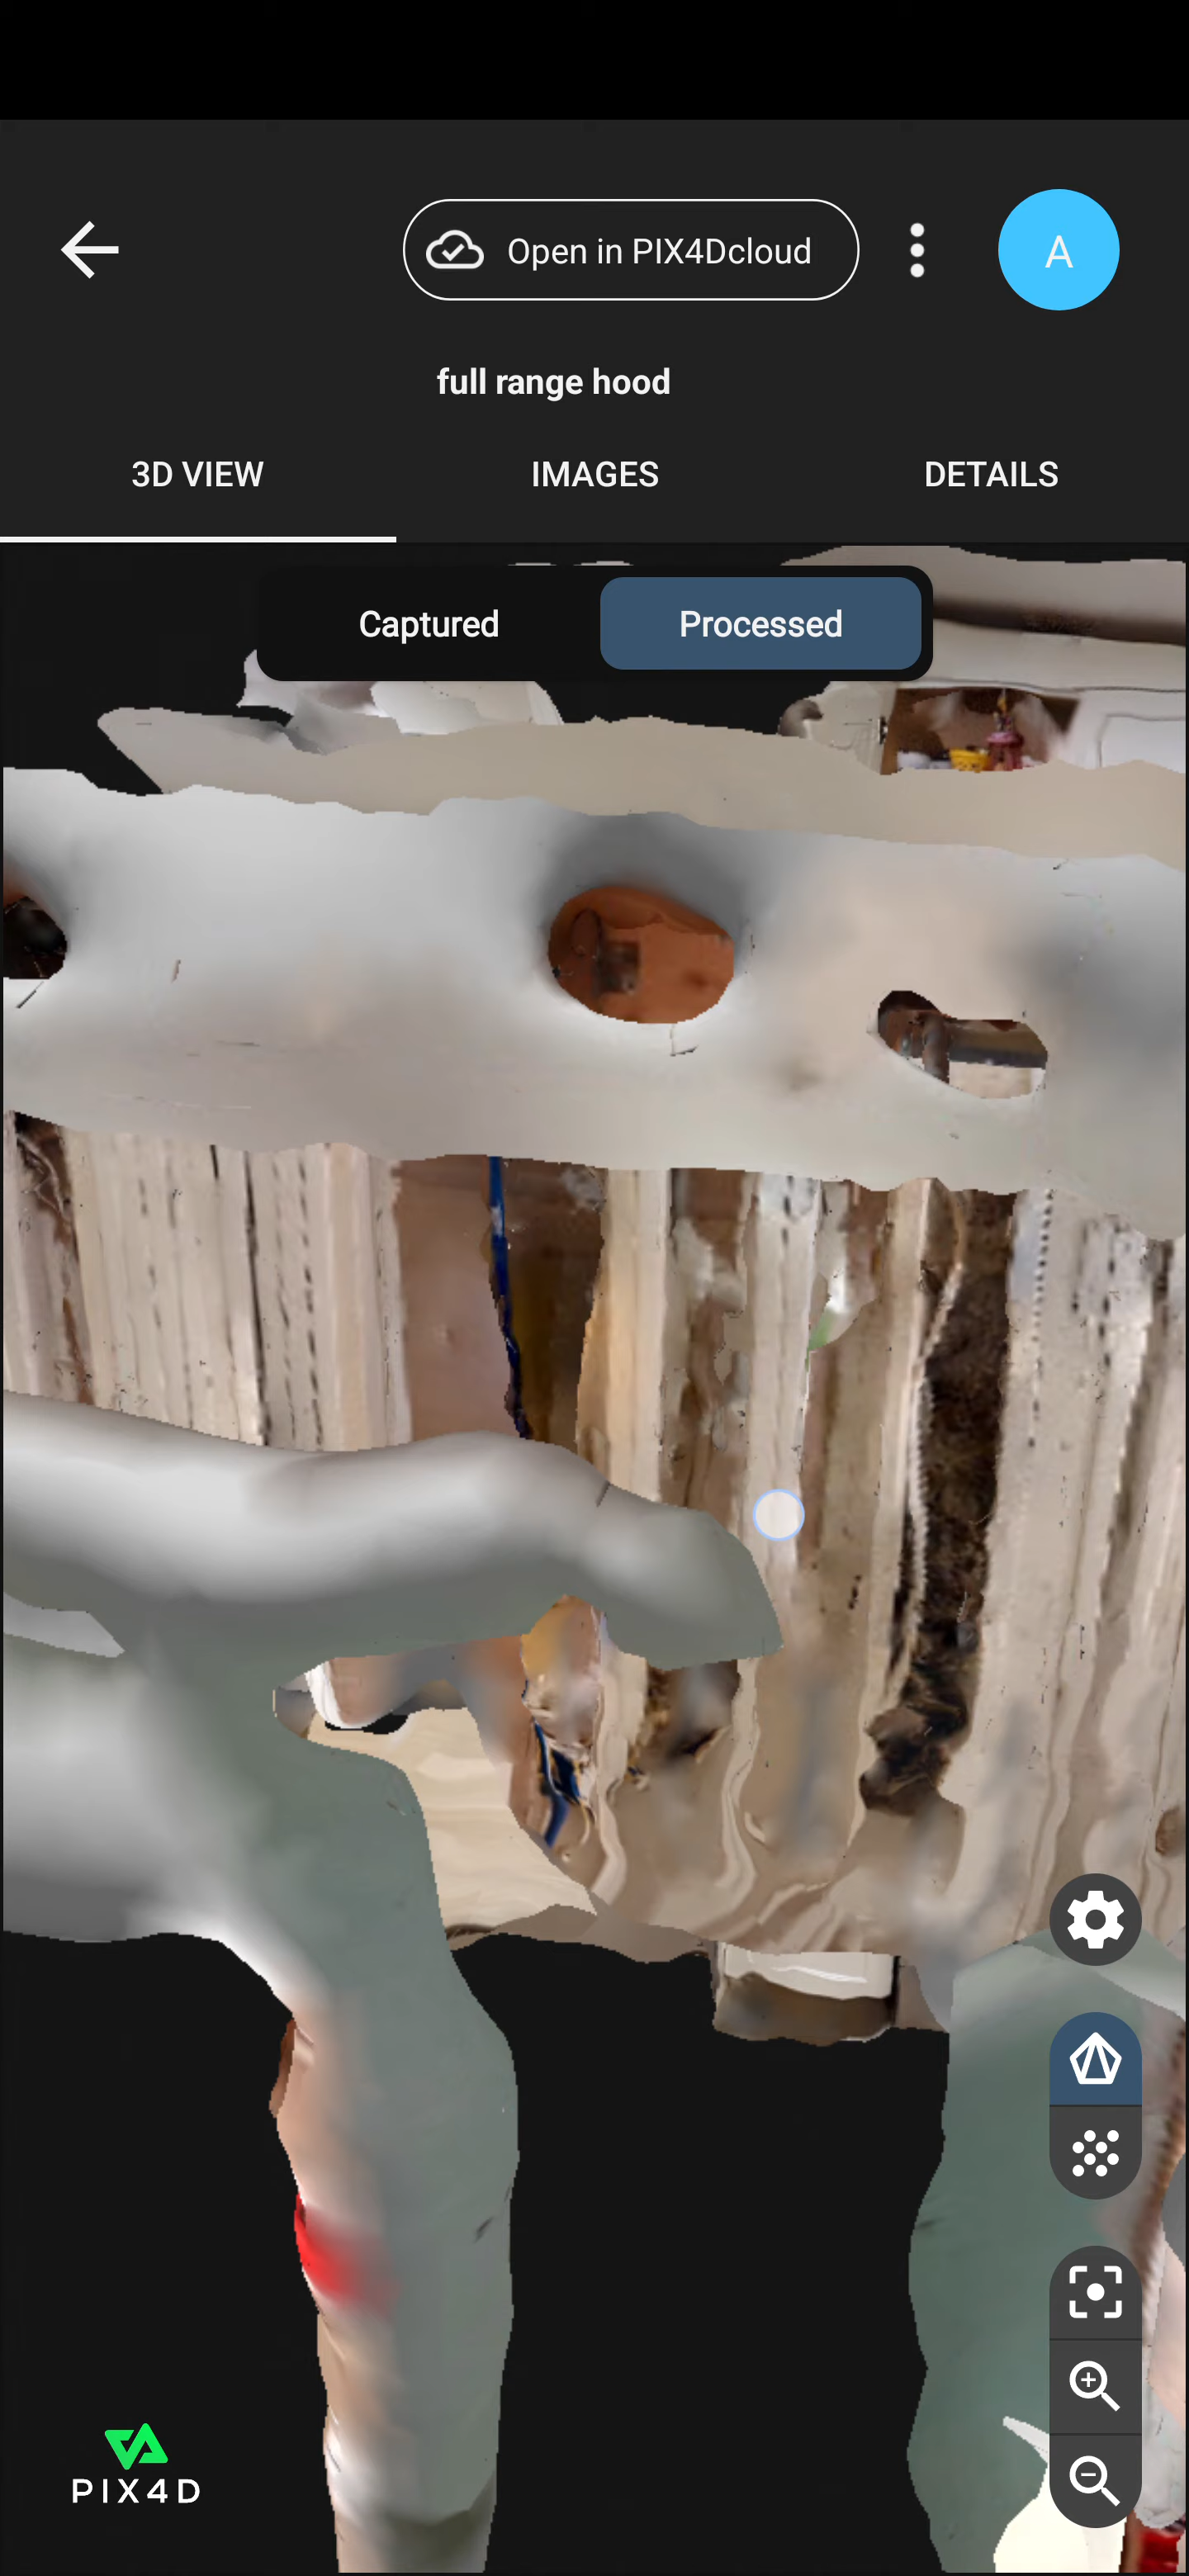 Open in PIX4Dcloud
A
full range hood
3D VIEW
IMAGES
DETAILS
Captured
Processed
PIX4D